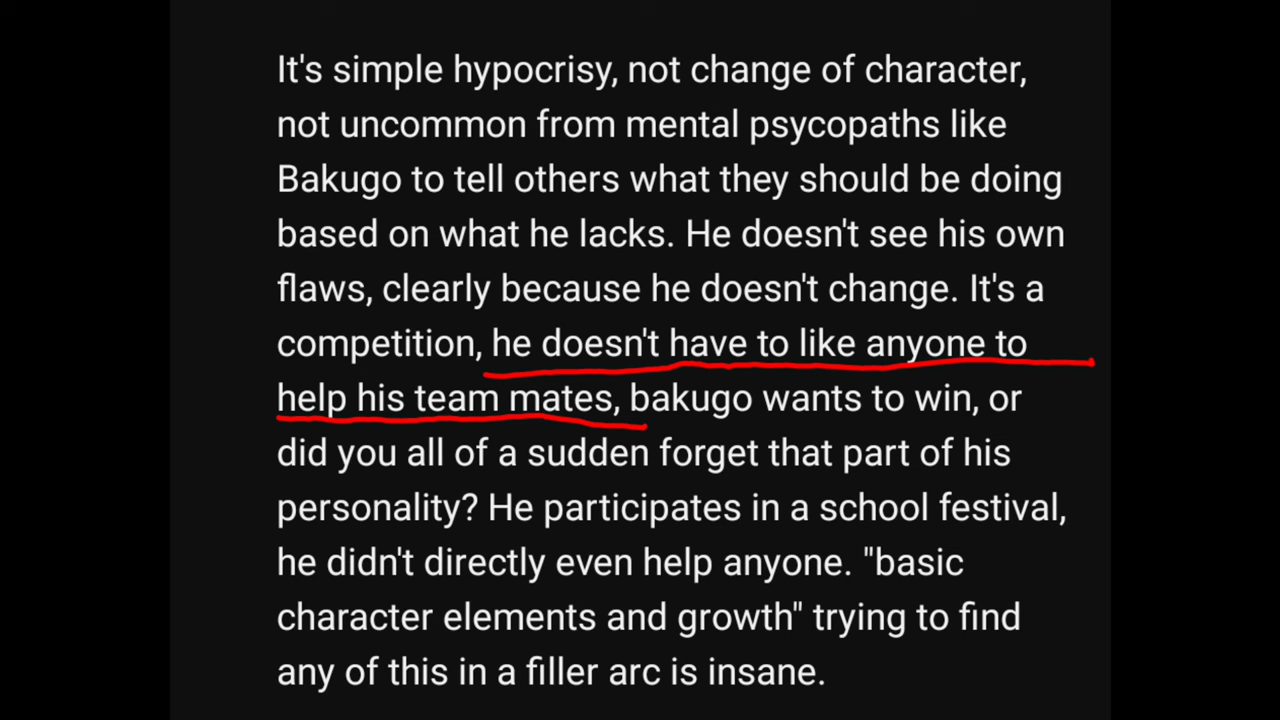 It's simple hypocrisy, not change of character,
not uncommon from mental psycopaths like
Bakugo to tell others what they should be doing
based on what he lacks. He doesn't see his own
flaws, clearly because he doesn't change. It's a
competition, he doesn't have to like anyone to
help his team mates, bakugo wants to win, or
did you all of a sudden forget that part of his
personality? He participates in a school festival,
he didn't directly even help anyone. "basic
character elements and growth" trying to find
any of this in a filler arc is insane.